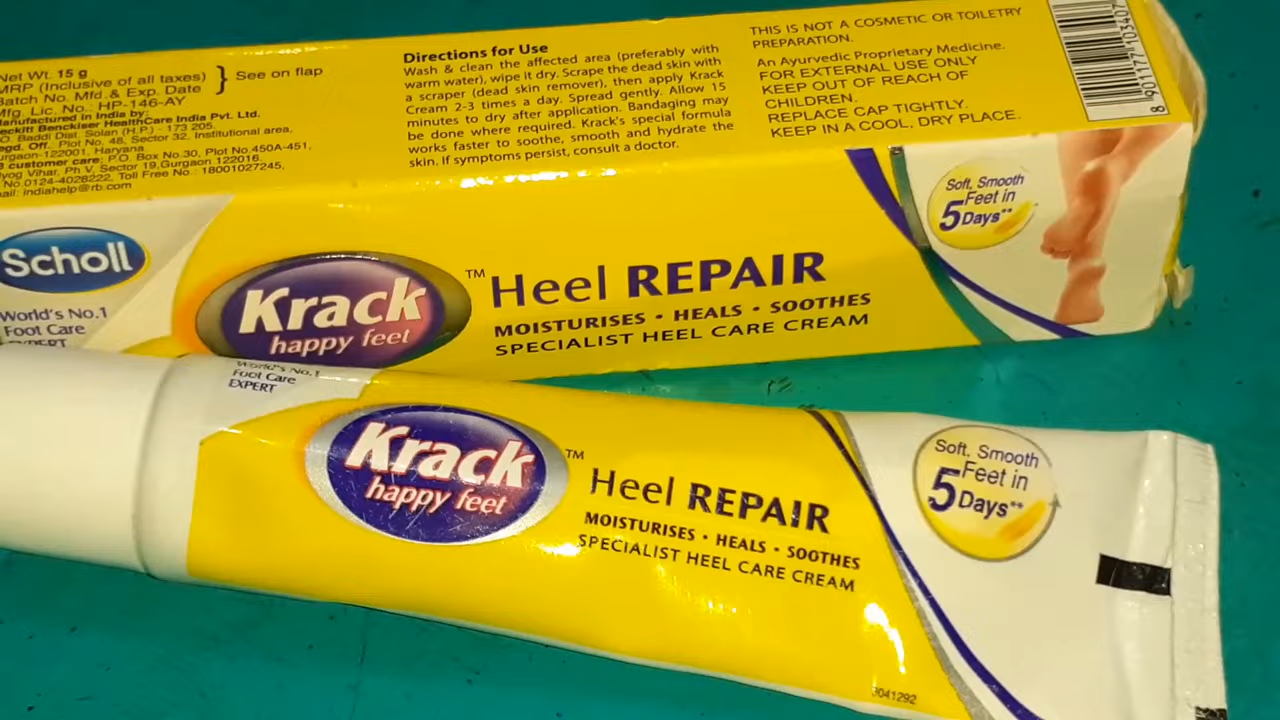 Net Wt. 15 g
MRP (Inclusive of all taxes)
Batch No. Mfd. & Exp. Date
} See on flap
Mfg. Lic. No.: HP-146-AY
Manufactured in India by:
Reckitt Benckiser HealthCare India Pvt. Ltd.
Baddi Dist. Solan (H.P.) - 173 205.
Regd. Off. Plot No. 48, Sector 32, Institutional area,
Gurgaon-122001, Haryana
customer care: P.O. Box No.30, Plot No.450A-451,
Udyog Vihar, Ph V, Sector 19,Gurgaon 122016.
No.0124-4028222, Toll Free No.: 18001027245,
Email: indiahelp@rb.com
Directions for Use
Wash & clean the affected area (preferably with
warm water), wipe it dry. Scrape the dead skin with
a scraper (dead skin remover), then apply Krack
Cream 2-3 times a day. Spread gently. Allow 15
minutes to dry after application. Bandaging may
be done where required. Krack's special formula
works faster to soothe, smooth and hydrate the
skin. If symptoms persist, consult a doctor.
THIS IS NOT A COSMETIC OR TOILETRY
PREPARATION.
An Ayurvedic Proprietary Medicine.
FOR EXTERNAL USE ONLY
KEEP OUT OF REACH OF
CHILDREN.
REPLACE CAP TIGHTLY.
KEEP IN A COOL, DRY PLACE.
8 901177 103407
Scholl
World's No.1
Foot Care
EXPERT
Krack
happy feet
TM
Heel REPAIR
MOISTURISES • HEALS • SOOTHES
SPECIALIST HEEL CARE CREAM
Soft, Smooth
Feet in
5 Days**
World's No.1
Foot Care
EXPERT
Krack
happy feet
TM
Heel REPAIR
MOISTURISES • HEALS • SOOTHES
SPECIALIST HEEL CARE CREAM
Soft, Smooth
Feet in
5 Days**
3041292